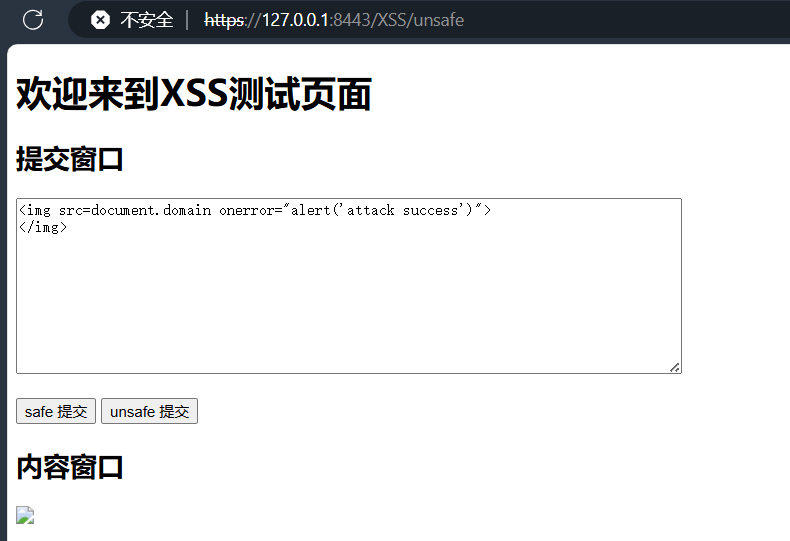 不安全 | https://127.0.0.1:8443/XSS/unsafe
欢迎来到XSS测试页面
提交窗口
<img src=document.domain onerror="alert('attack success')">
</img>
safe 提交 unsafe 提交
内容窗口